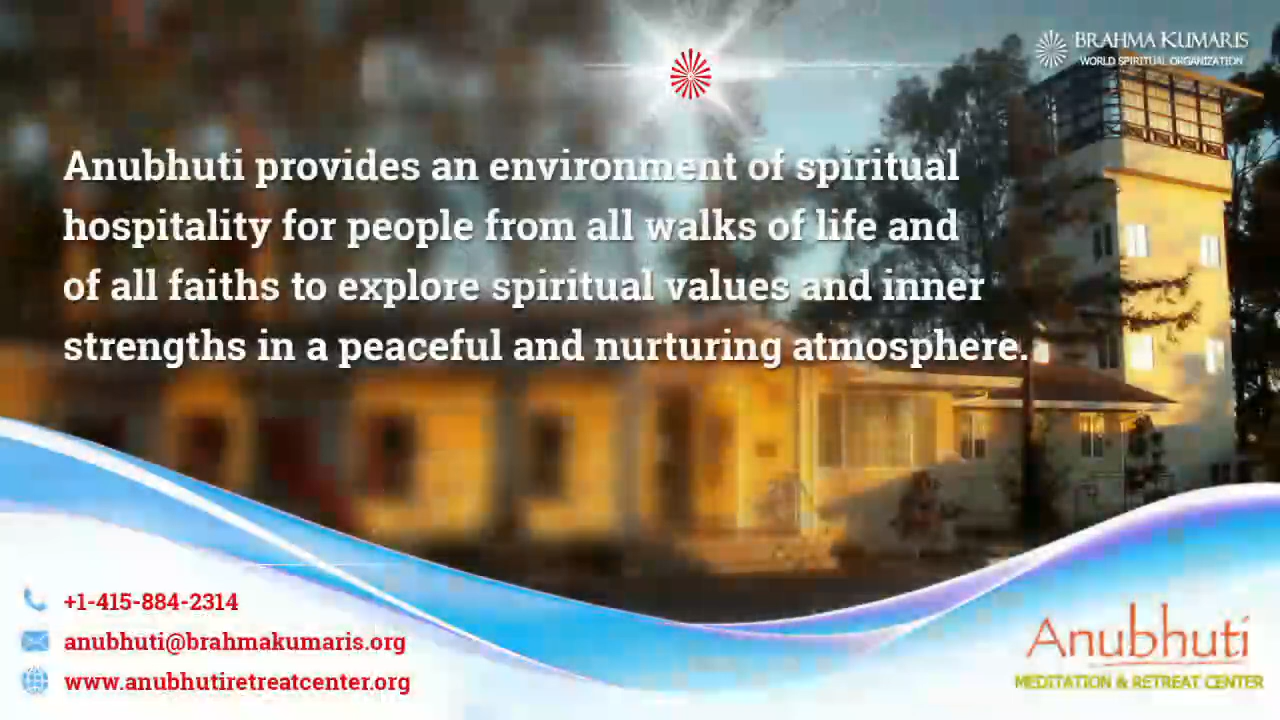 BRAHMA KUMARIS
WORLD SPIRITUAL ORGANIZATION
Anubhuti provides an environment of spiritual
hospitality for people from all walks of life and
of all faiths to explore spiritual values and inner
strengths in a peaceful and nurturing atmosphere.
+1-415-884-2314
anubhuti@brahmakumaris.org
www.anubhutiretreatcenter.org
Anubhuti
MEDITATION & RETREAT CENTER